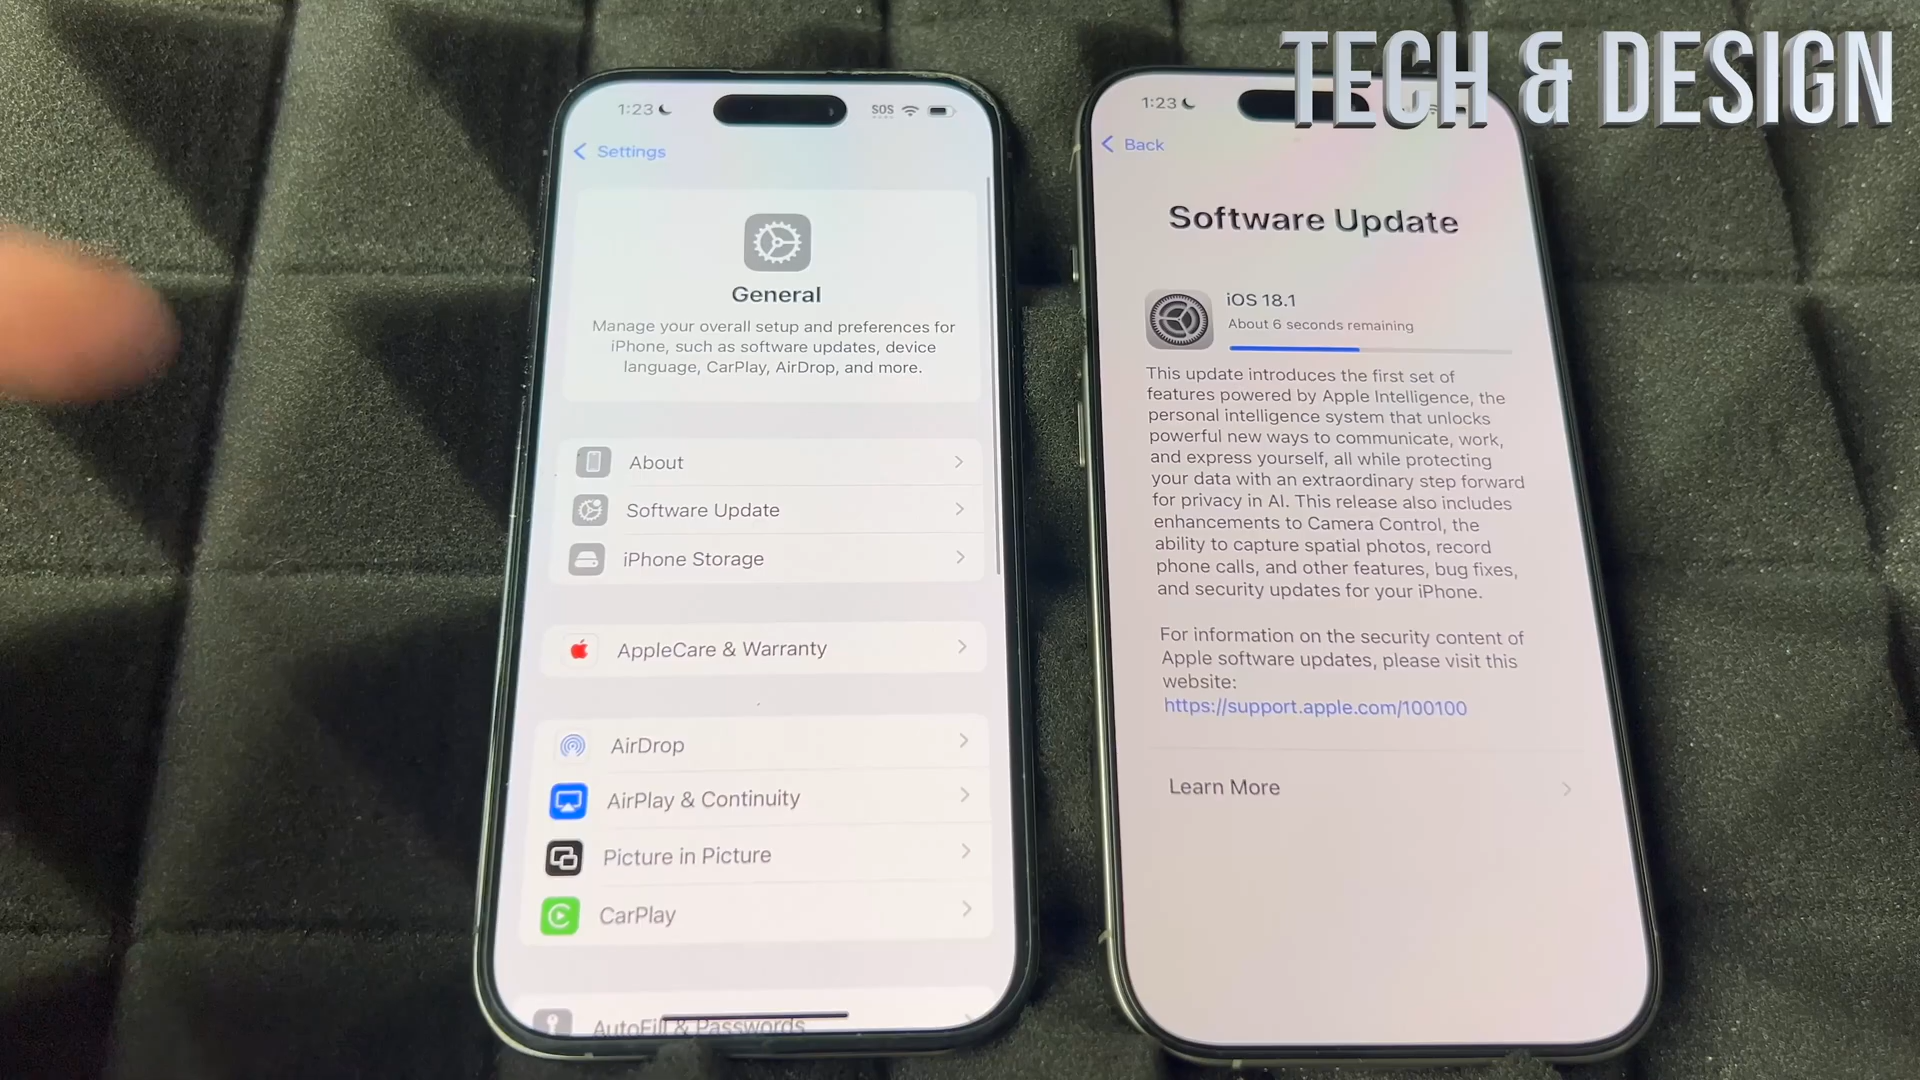 TECH & DESIGN
1:23
SOS
Settings
General
Manage your overall setup and preferences for
iPhone, such as software updates, device
language, CarPlay, AirDrop, and more.
About
Software Update
iPhone Storage
AppleCare & Warranty
AirDrop
AirPlay & Continuity
Picture in Picture
CarPlay
AutoFill & Passwords
1:23
Back
Software Update
iOS 18.1
About 6 seconds remaining
This update introduces the first set of
features powered by Apple Intelligence, the
personal intelligence system that unlocks
powerful new ways to communicate, work,
and express yourself, all while protecting
your data with an extraordinary step forward
for privacy in AI. This release also includes
enhancements to Camera Control, the
ability to capture spatial photos, record
phone calls, and other features, bug fixes,
and security updates for your iPhone.
For information on the security content of
Apple software updates, please visit this
website:
https://support.apple.com/100100
Learn More